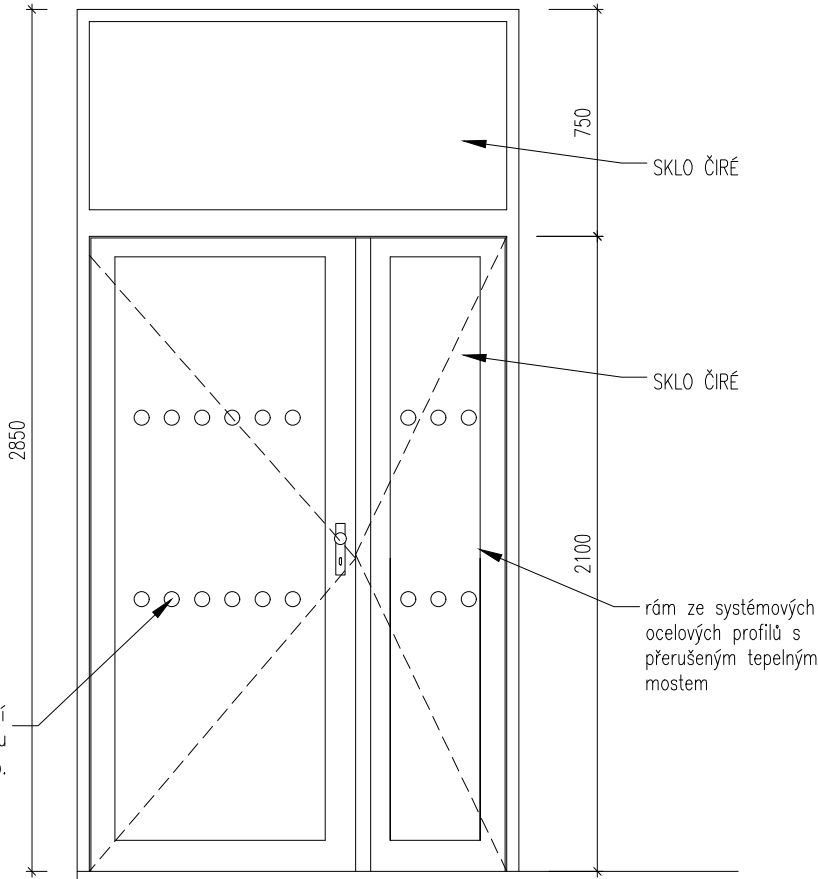 750
SKLO ČIRÉ
SKLO ČIRÉ
2850
2100
rám ze systémových
ocelových profilů s
přerušeným tepelným
mostem